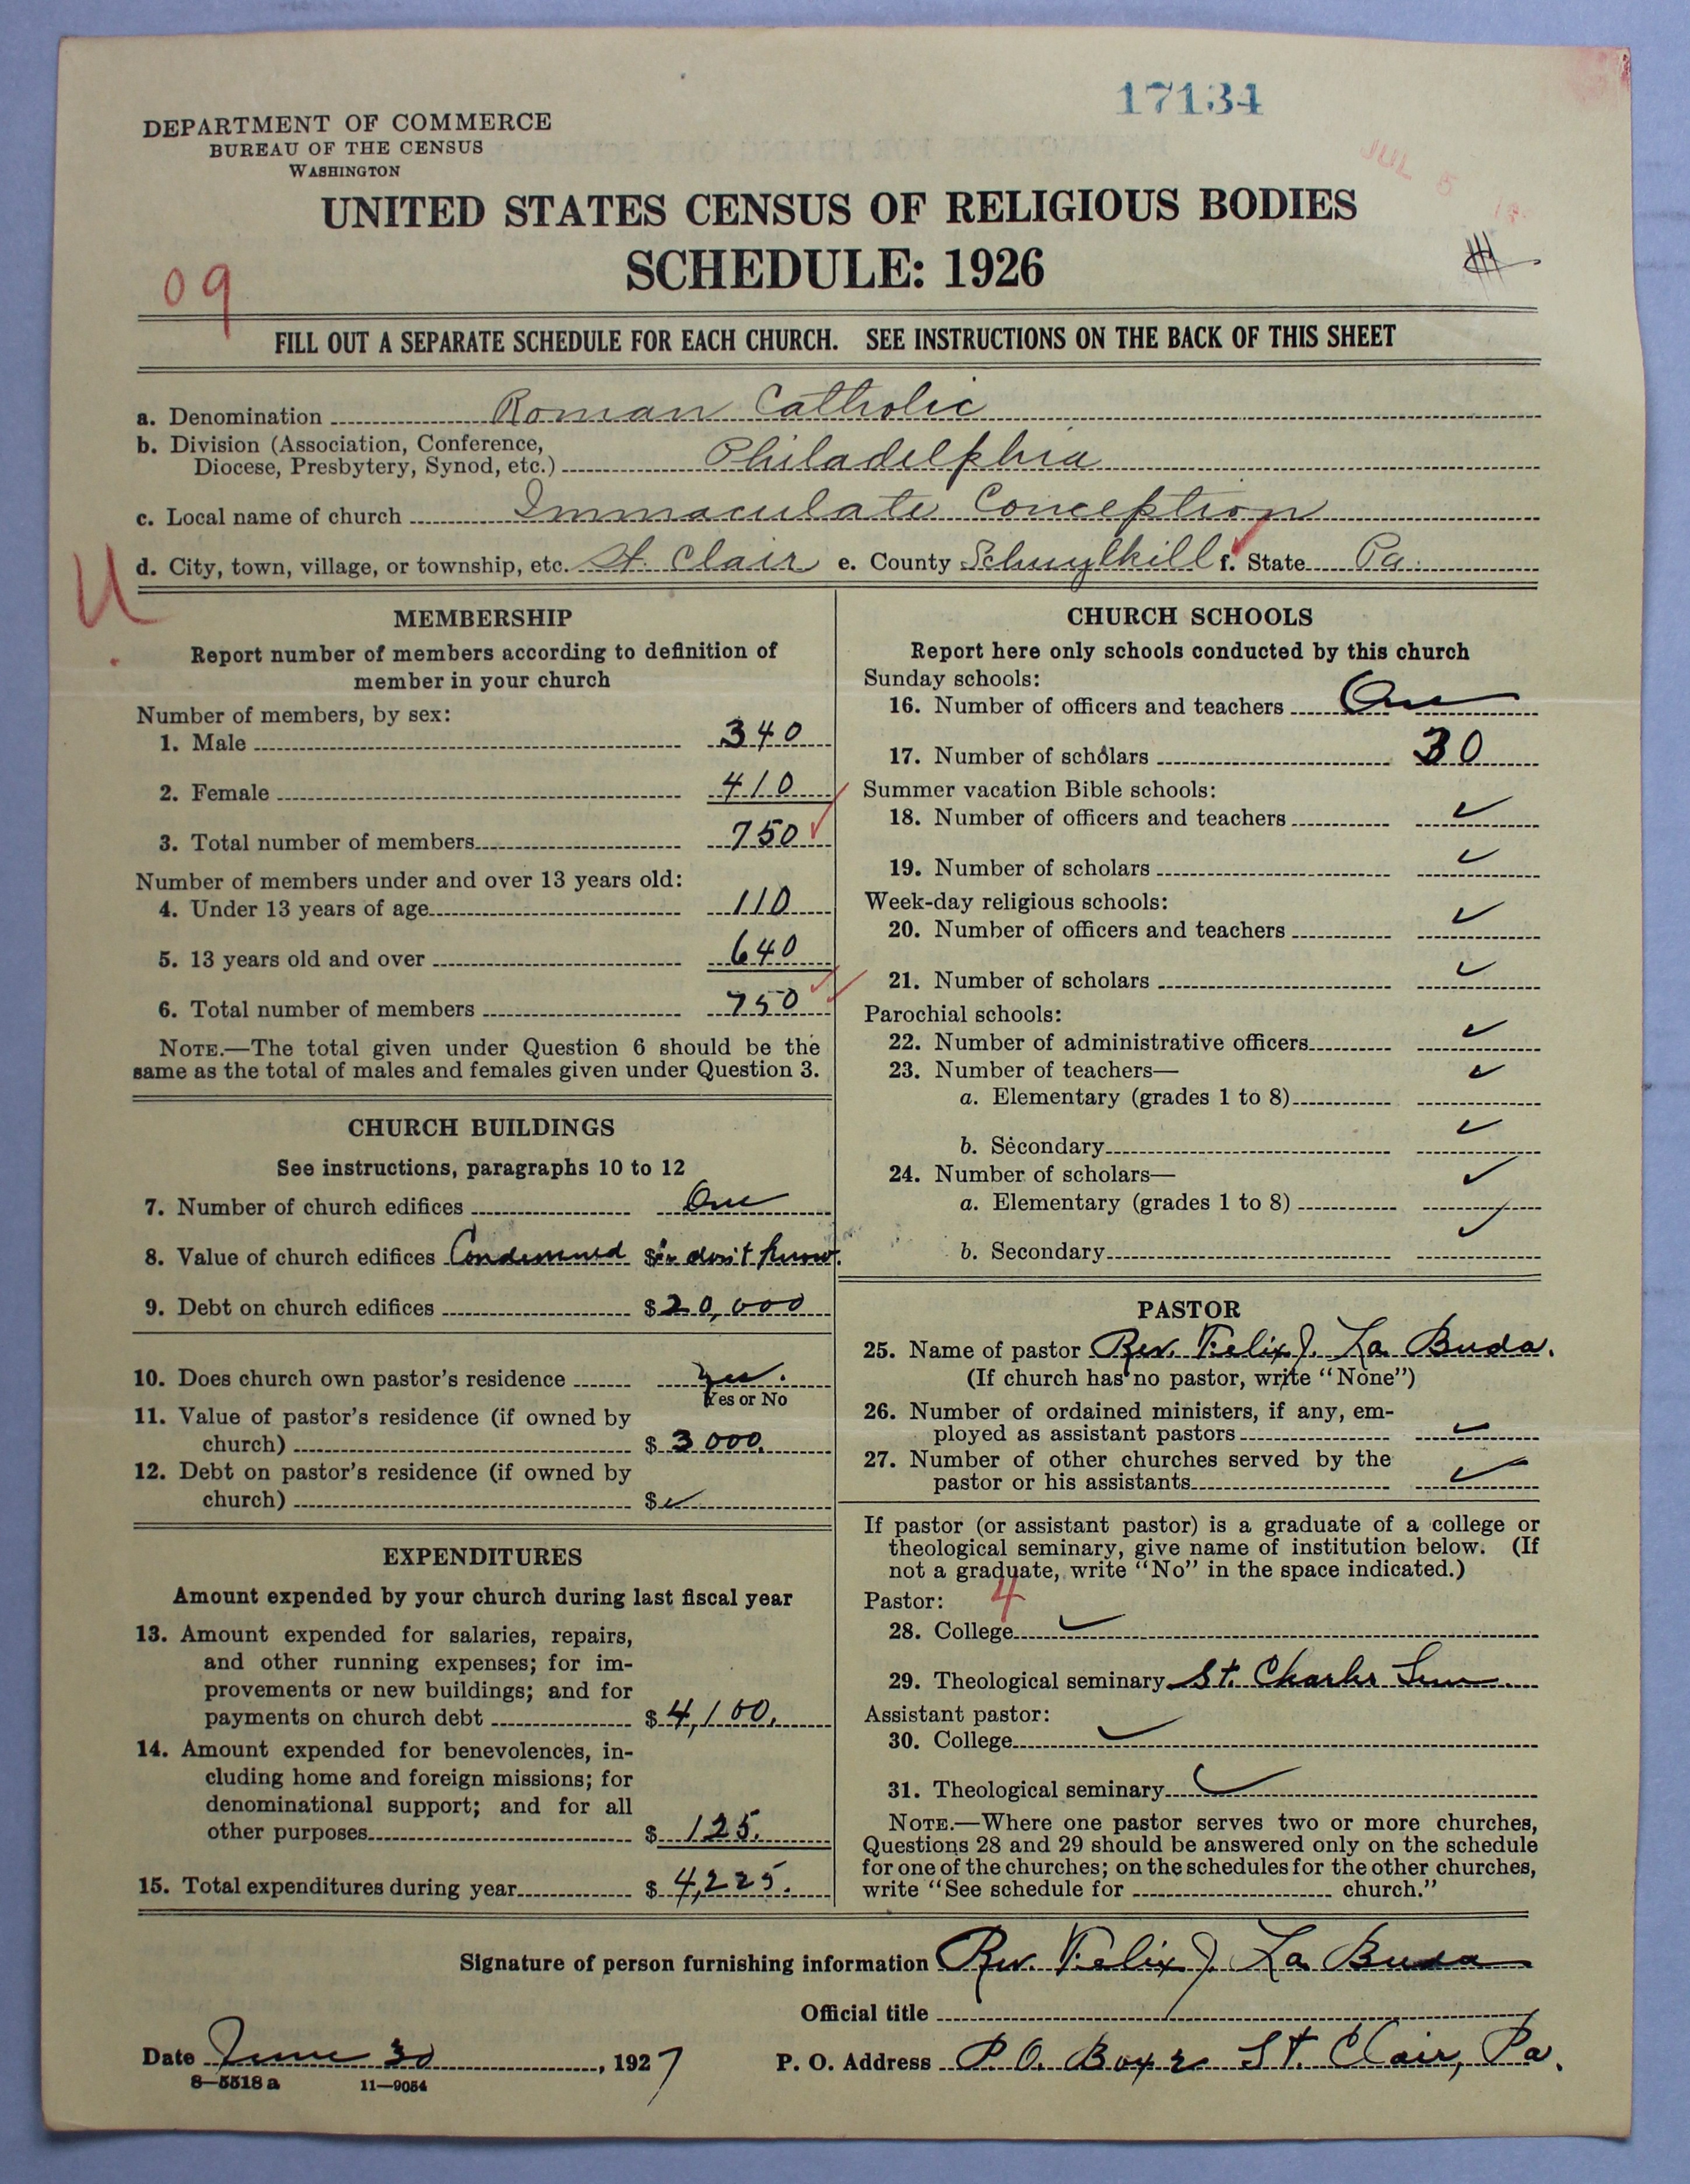 17134
DEPARTMENT OF COMMERCE
BUREAU OF THE CENSUS
WASHINGTON
JUL 5
UNITED STATES CENSUS OF RELIGIOUS BODIES
SCHEDULE: 1926
09
FILL OUT A SEPARATE SCHEDULE FOR EACH CHURCH. SEE INSTRUCTIONS ON THE BACK OF THIS SHEET
a. Denomination Roman Catholic
b. Division (Association, Conference,
Diocese, Presbytery, Synod, etc.) Philadelphia
c. Local name of church Immaculate Conception
d. City, town, village, or township, etc. St. Clair e. County Schuylkill f. State Pa.
U
MEMBERSHIP
Report number of members according to definition of
member in your church
Number of members, by sex:
1. Male 340
2. Female 410
3. Total number of members 750 ✓
Number of members under and over 13 years old:
4. Under 13 years of age 110
5. 13 years old and over 640
6. Total number of members 750 ✓
NOTE.—The total given under Question 6 should be the
same as the total of males and females given under Question 3.
CHURCH BUILDINGS
See instructions, paragraphs 10 to 12
7. Number of church edifices One
8. Value of church edifices Condemned $ don't know.
9. Debt on church edifices $ 20,000
10. Does church own pastor's residence Yes.
Yes or No
11. Value of pastor's residence (if owned by
church) $ 3000.
12. Debt on pastor's residence (if owned by
church) $ ✓
EXPENDITURES
Amount expended by your church during last fiscal year
13. Amount expended for salaries, repairs,
and other running expenses; for im-
provements or new buildings; and for
payments on church debt $ 4,100.
14. Amount expended for benevolences, in-
cluding home and foreign missions; for
denominational support; and for all
other purposes $ 125.
15. Total expenditures during year $ 4,225.
CHURCH SCHOOLS
Report here only schools conducted by this church
Sunday schools:
16. Number of officers and teachers One
17. Number of scholars 30
Summer vacation Bible schools:
18. Number of officers and teachers ✓
19. Number of scholars ✓
Week-day religious schools:
20. Number of officers and teachers ✓
21. Number of scholars ✓
Parochial schools:
22. Number of administrative officers ✓
23. Number of teachers— ✓
a. Elementary (grades 1 to 8)
b. Secondary ✓
24. Number of scholars— ✓
a. Elementary (grades 1 to 8)
b. Secondary ✓
PASTOR
25. Name of pastor Rev. Felix J. La Buda.
(If church has no pastor, write "None")
26. Number of ordained ministers, if any, em-
ployed as assistant pastors ✓
27. Number of other churches served by the
pastor or his assistants ✓
If pastor (or assistant pastor) is a graduate of a college or
theological seminary, give name of institution below. (If
not a graduate, write "No" in the space indicated.)
Pastor: 4
28. College ✓
29. Theological seminary St. Charles Sem
Assistant pastor:
30. College ✓
31. Theological seminary ✓
NOTE.—Where one pastor serves two or more churches,
Questions 28 and 29 should be answered only on the schedule
for one of the churches; on the schedules for the other churches,
write "See schedule for church."
Signature of person furnishing information Rev. Felix J. La Buda
Official title
Date June 30, 1927 P. O. Address P.O. Box 2 St. Clair, Pa.
8—5518 a 11—9054